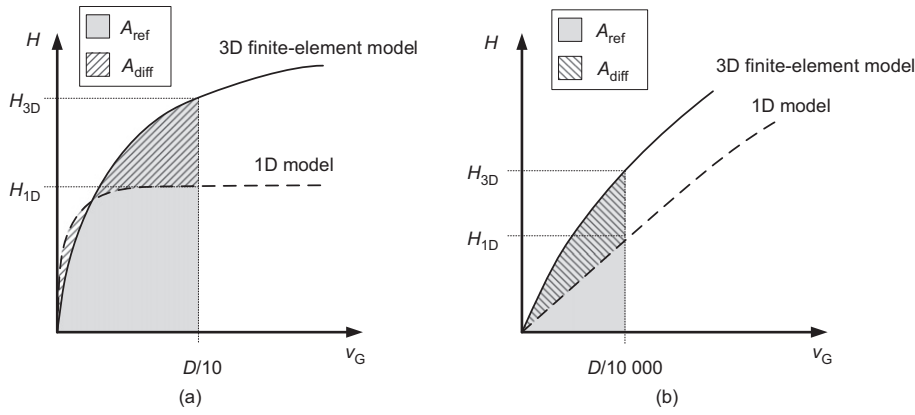 H
A_ref
A_diff
3D finite-element model
H_3D
1D model
H_1D
v_G
D/10
(a)
H
A_ref
A_diff
3D finite-element model
1D model
H_3D
H_1D
v_G
D/10 000
(b)